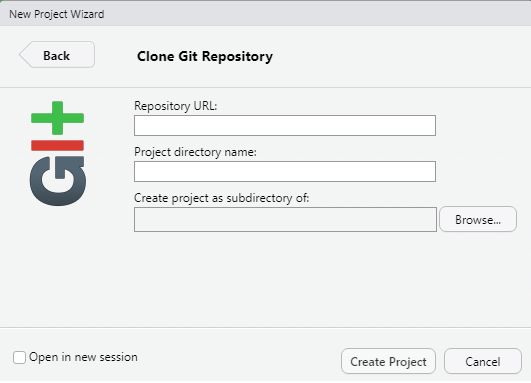 New Project Wizard
Back
Clone Git Repository
Repository URL:
Project directory name:
Create project as subdirectory of:
Browse...
git
Open in new session
Create Project
Cancel